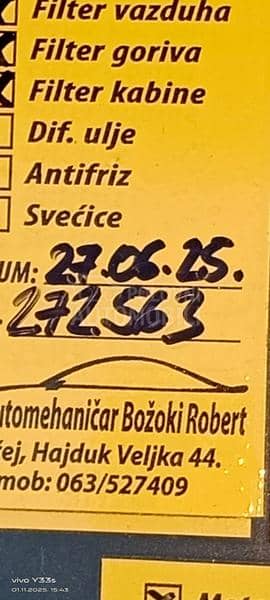 Filter vazduha
Filter goriva
Filter kabine
Dif. ulje
Antifriz
Svećice
UM: 27.06.25.
272563
utomehaničar Božoki Robert
ej, Hajduk Veljka 44.
mob: 063/527409
vivo Y33s
01.11.2025. 15:43